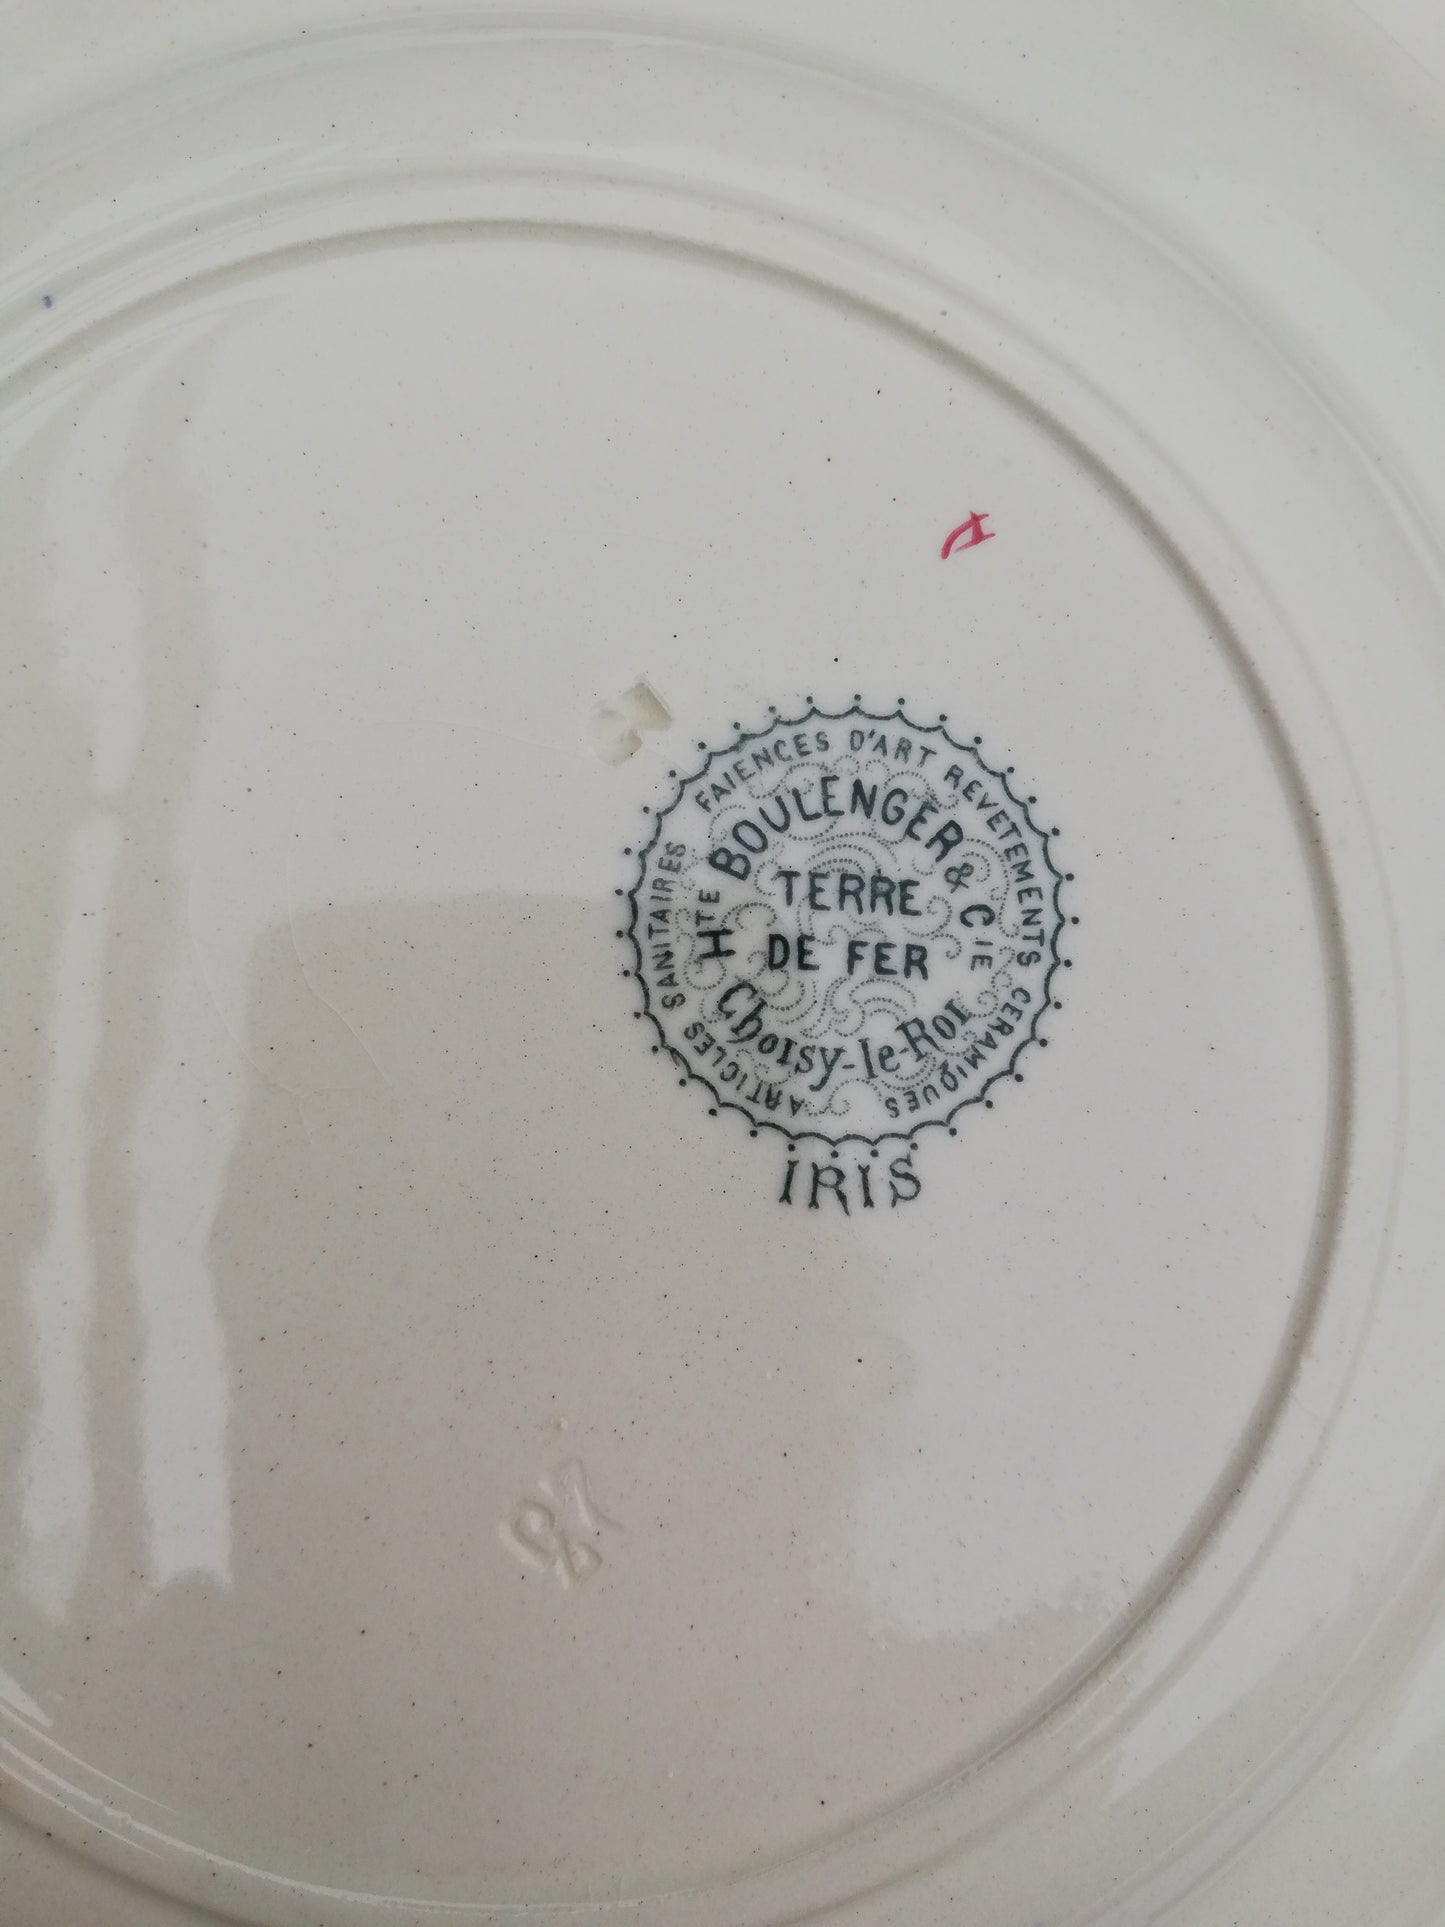 FAIENCES D'ART REVETEMENTS CERAMIQUES
ARTICLES SANITAIRES
HTE BOULENGER & CIE
TERRE
DE FER
Choisy-le-Roi
IRIS